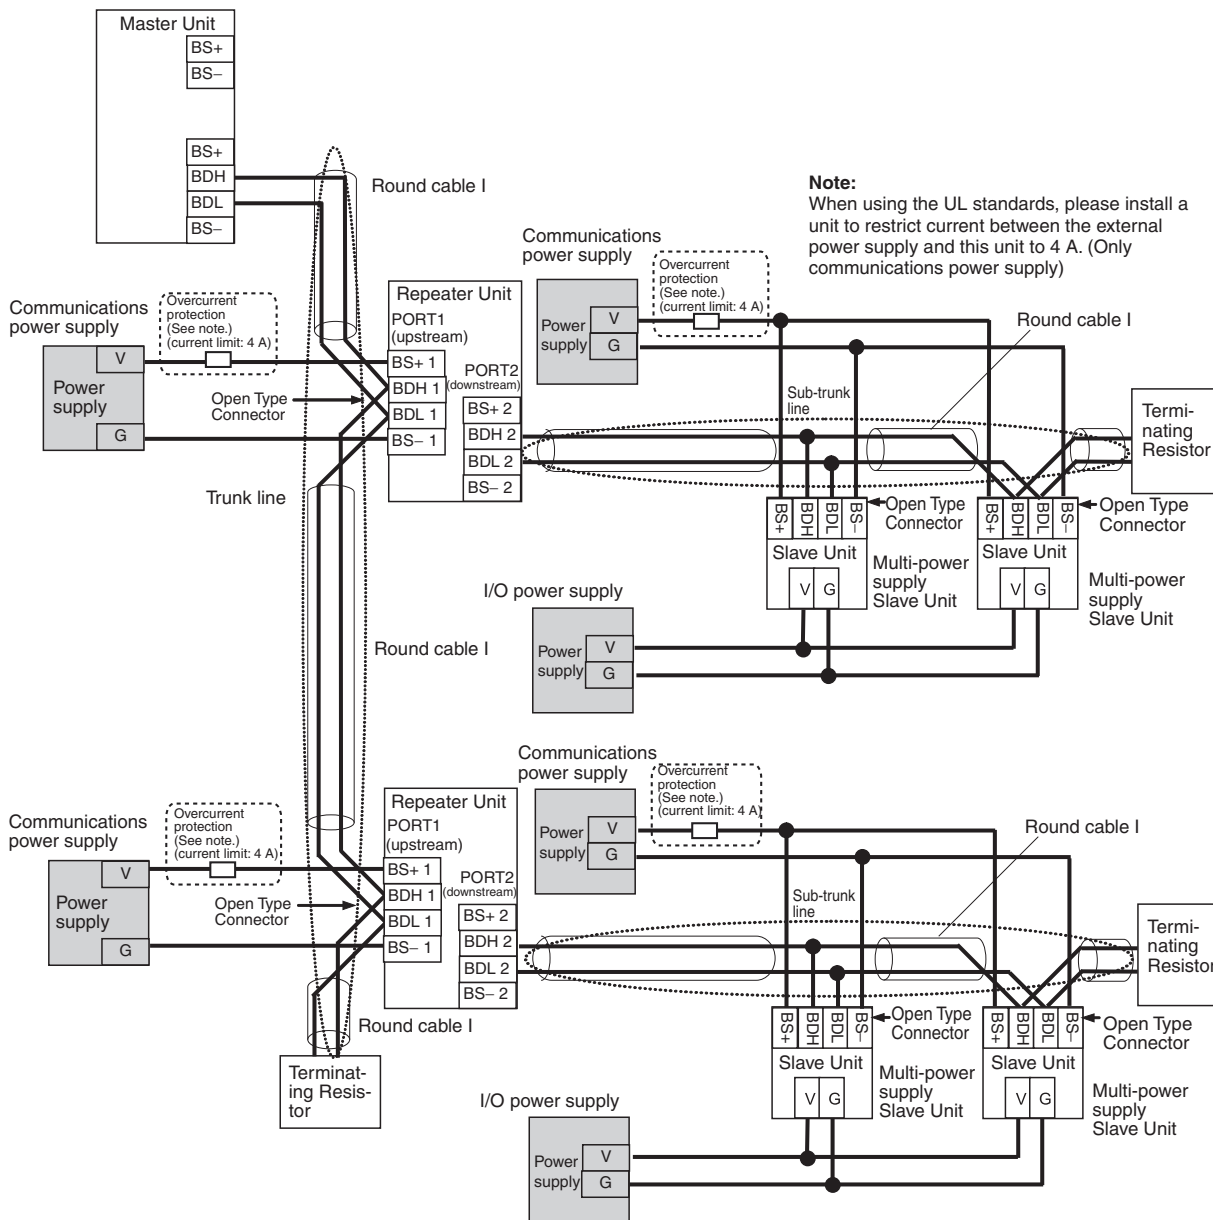 Master Unit
BS+
BS−
BS+
BDH
BDL
BS−
Round cable I
Note:
When using the UL standards, please install a
unit to restrict current between the external
power supply and this unit to 4 A. (Only
communications power supply)
Communications
power supply
Overcurrent
protection
(See note.)
(current limit: 4 A)
Power
supply
V
G
Open Type
Connector
Trunk line
Repeater Unit
PORT1
(upstream)
BS+ 1
BDH 1
BDL 1
BS− 1
PORT2
(downstream)
BS+ 2
BDH 2
BDL 2
BS− 2
Communications
power supply
Overcurrent
protection
(See note.)
(current limit: 4 A)
Power
supply
V
G
Round cable I
Sub-trunk
line
Termi-
nating
Resistor
BS+
BDH
BDL
BS−
Slave Unit
V
G
Open Type
Connector
Multi-power
supply
Slave Unit
BS+
BDH
BDL
BS−
Slave Unit
V
G
Open Type
Connector
Multi-power
supply
Slave Unit
I/O power supply
Power
supply
V
G
Round cable I
Communications
power supply
Overcurrent
protection
(See note.)
(current limit: 4 A)
Power
supply
V
G
Open Type
Connector
Repeater Unit
PORT1
(upstream)
BS+ 1
BDH 1
BDL 1
BS− 1
PORT2
(downstream)
BS+ 2
BDH 2
BDL 2
BS− 2
Round cable I
Terminat-
ing Resis-
tor
Communications
power supply
Overcurrent
protection
(See note.)
(current limit: 4 A)
Power
supply
V
G
Round cable I
Sub-trunk
line
Termi-
nating
Resistor
BS+
BDH
BDL
BS−
Slave Unit
V
G
Open Type
Connector
Multi-power
supply
Slave Unit
BS+
BDH
BDL
BS−
Slave Unit
V
G
Open Type
Connector
Multi-power
supply
Slave Unit
I/O power supply
Power
supply
V
G